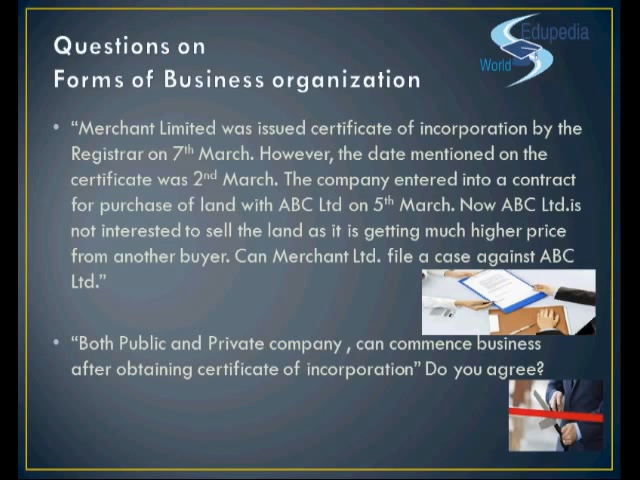 Edupedia
World
Questions on
Forms of Business organization
• “Merchant Limited was issued certificate of incorporation by the
Registrar on 7th March. However, the date mentioned on the
certificate was 2nd March. The company entered into a contract
for purchase of land with ABC Ltd on 5th March. Now ABC Ltd.is
not interested to sell the land as it is getting much higher price
from another buyer. Can Merchant Ltd. file a case against ABC
Ltd.”
• “Both Public and Private company , can commence business
after obtaining certificate of incorporation” Do you agree?